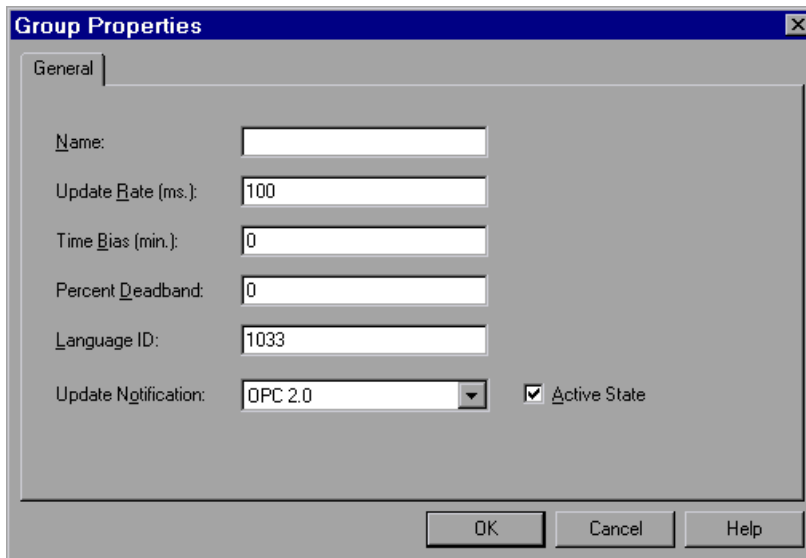 Group Properties
General
Name:
Update Rate (ms.): 100
Time Bias (min.): 0
Percent Deadband: 0
Language ID: 1033
Update Notification: OPC 2.0 Active State
OK Cancel Help